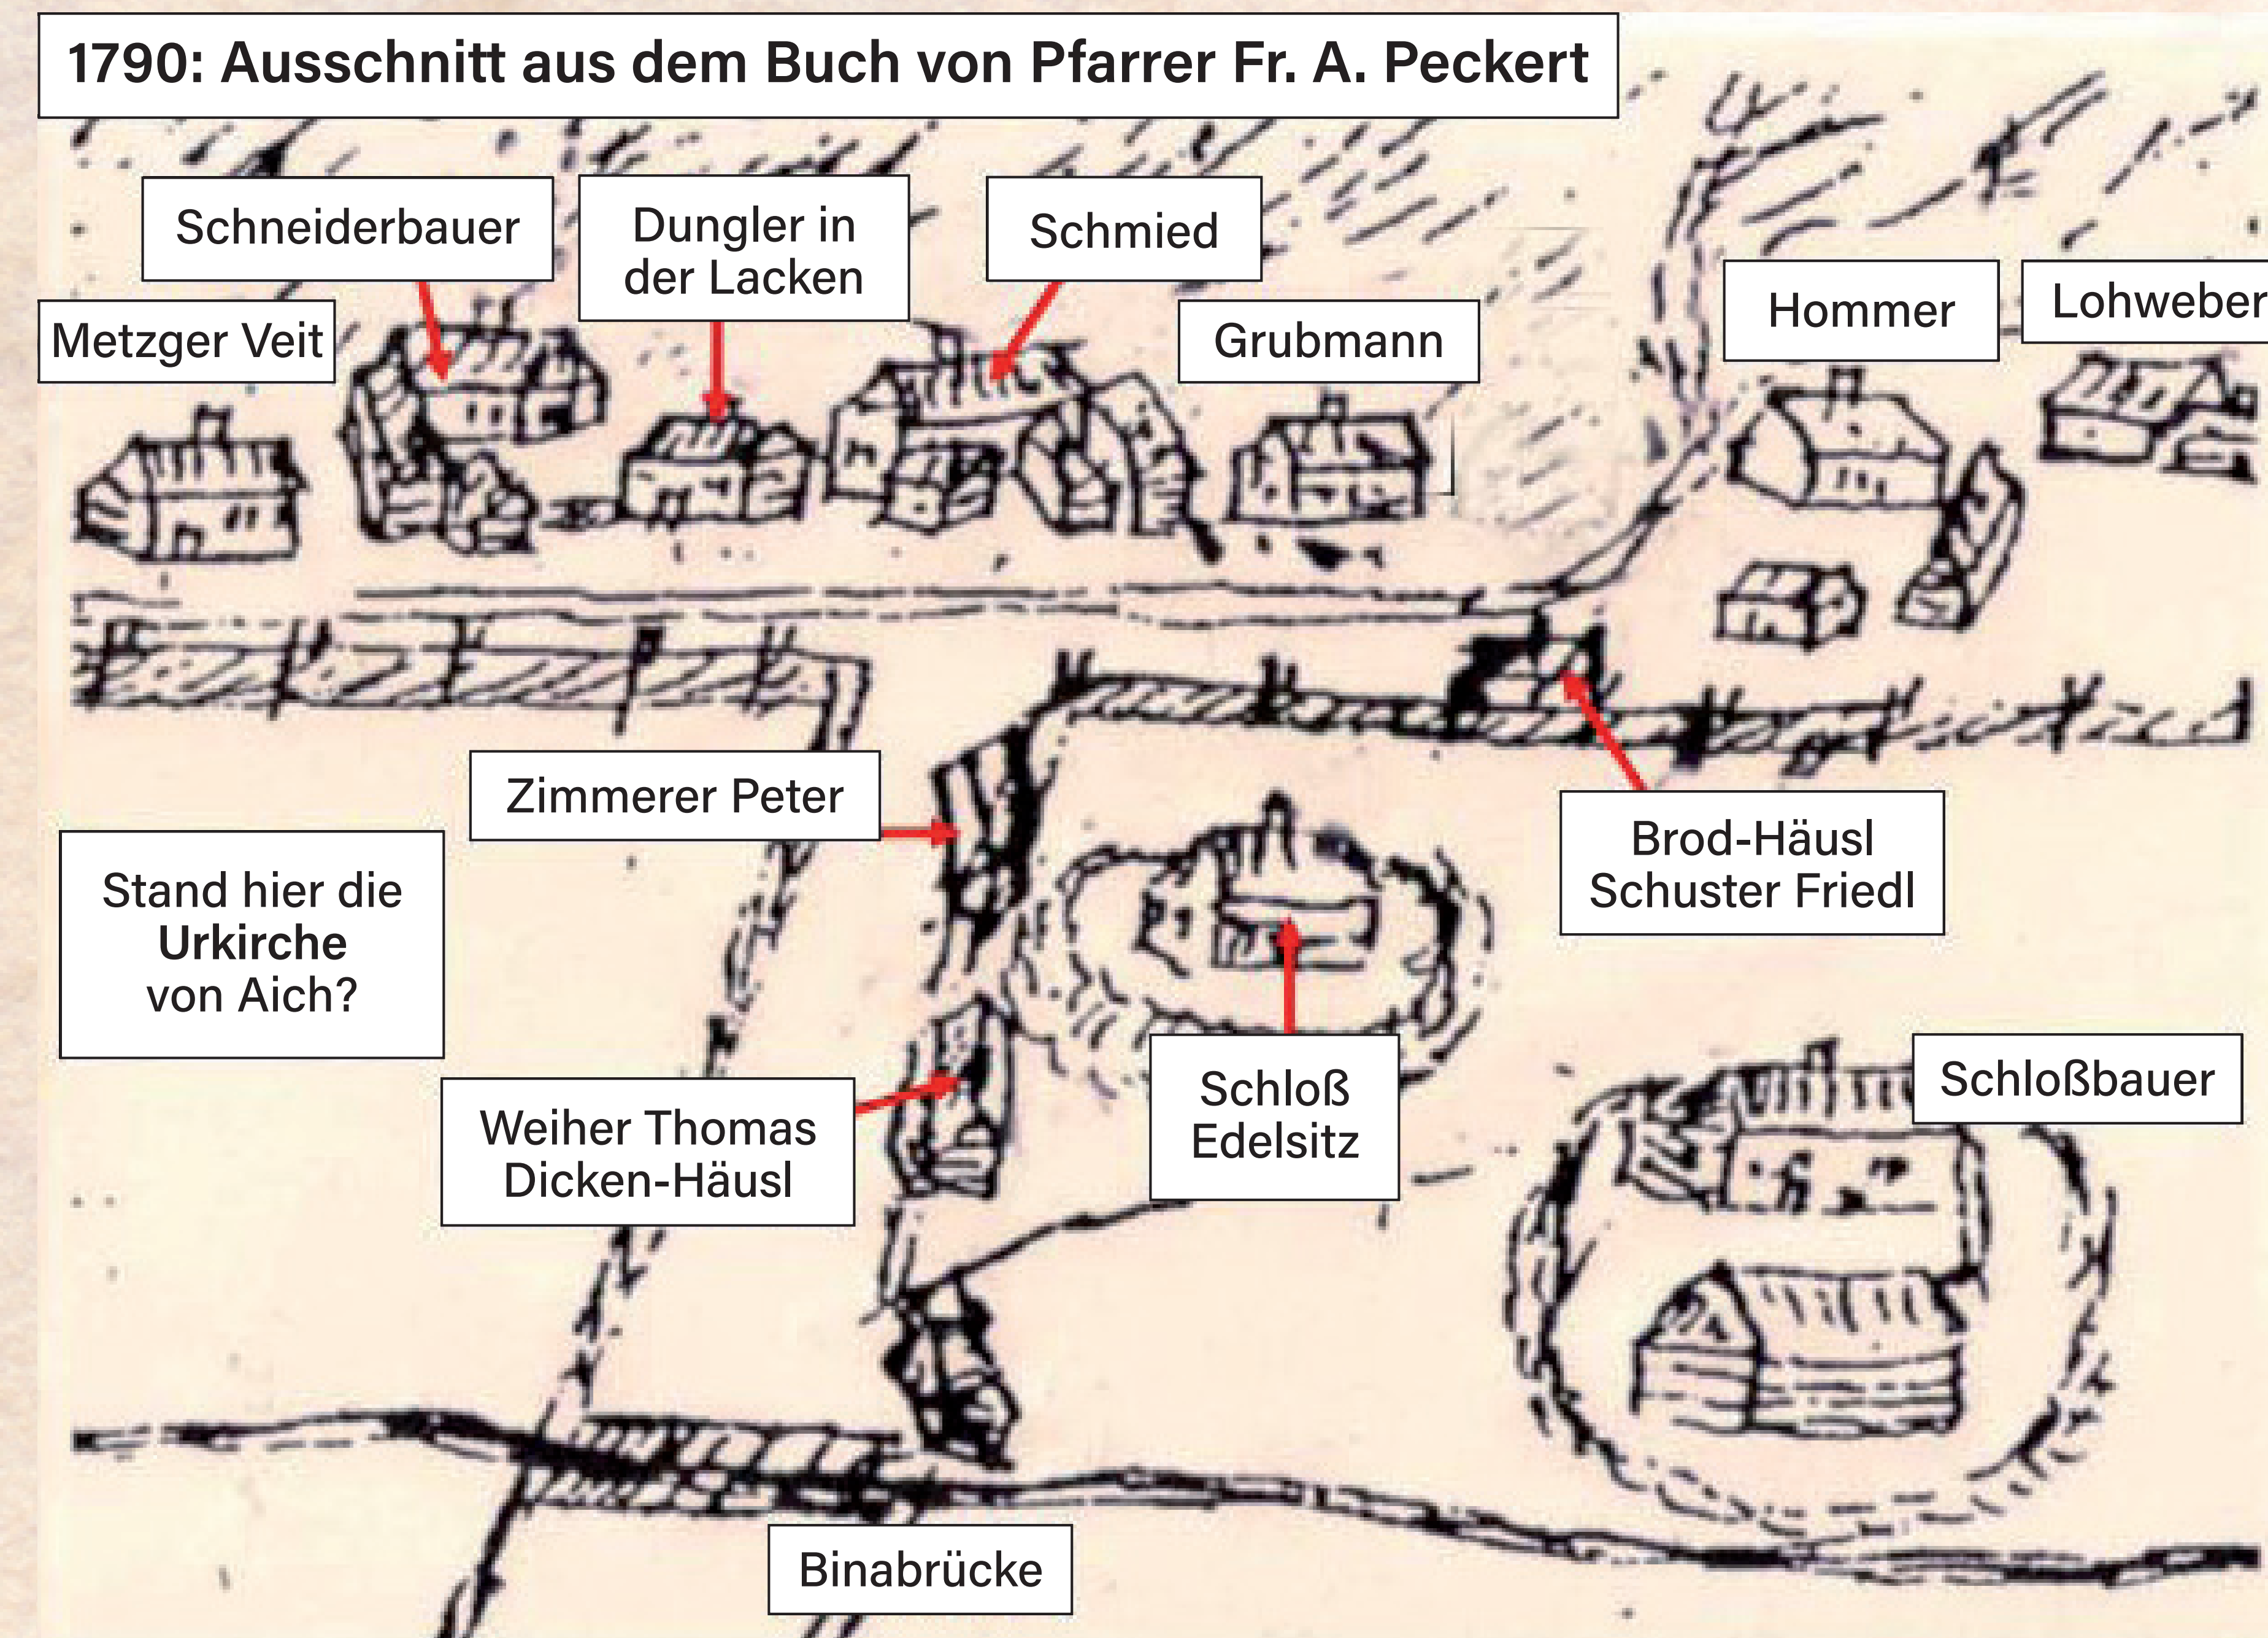 1790: Ausschnitt aus dem Buch von Pfarrer Fr. A. Peckert
Schneiderbauer
Dungler in
der Lacken
Schmied
Metzger Veit
Grubmann
Hommer
Lohweber
Zimmerer Peter
Brod-Häusl
Schuster Friedl
Stand hier die
Urkirche
von Aich?
Schloß
Edelsitz
Schloßbauer
Weiher Thomas
Dicken-Häusl
Binabrücke